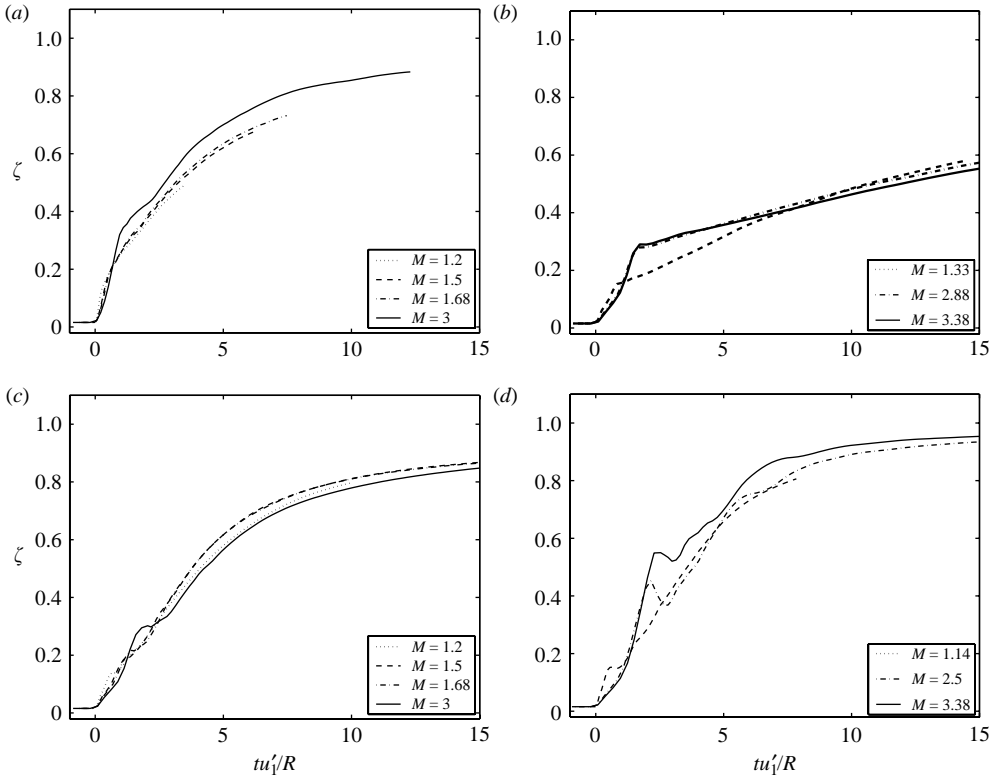 (a)
1.0
0.8
0.6
ζ
0.4
0.2
0
0 5 10 15
M = 1.2
M = 1.5
M = 1.68
M = 3
(b)
1.0
0.8
0.6
0.4
0.2
0
0 5 10 15
M = 1.33
M = 2.88
M = 3.38
(c)
1.0
0.8
0.6
ζ
0.4
0.2
0
0 5 10 15
tu′₁/R
M = 1.2
M = 1.5
M = 1.68
M = 3
(d)
1.0
0.8
0.6
0.4
0.2
0
0 5 10 15
tu′₁/R
M = 1.14
M = 2.5
M = 3.38